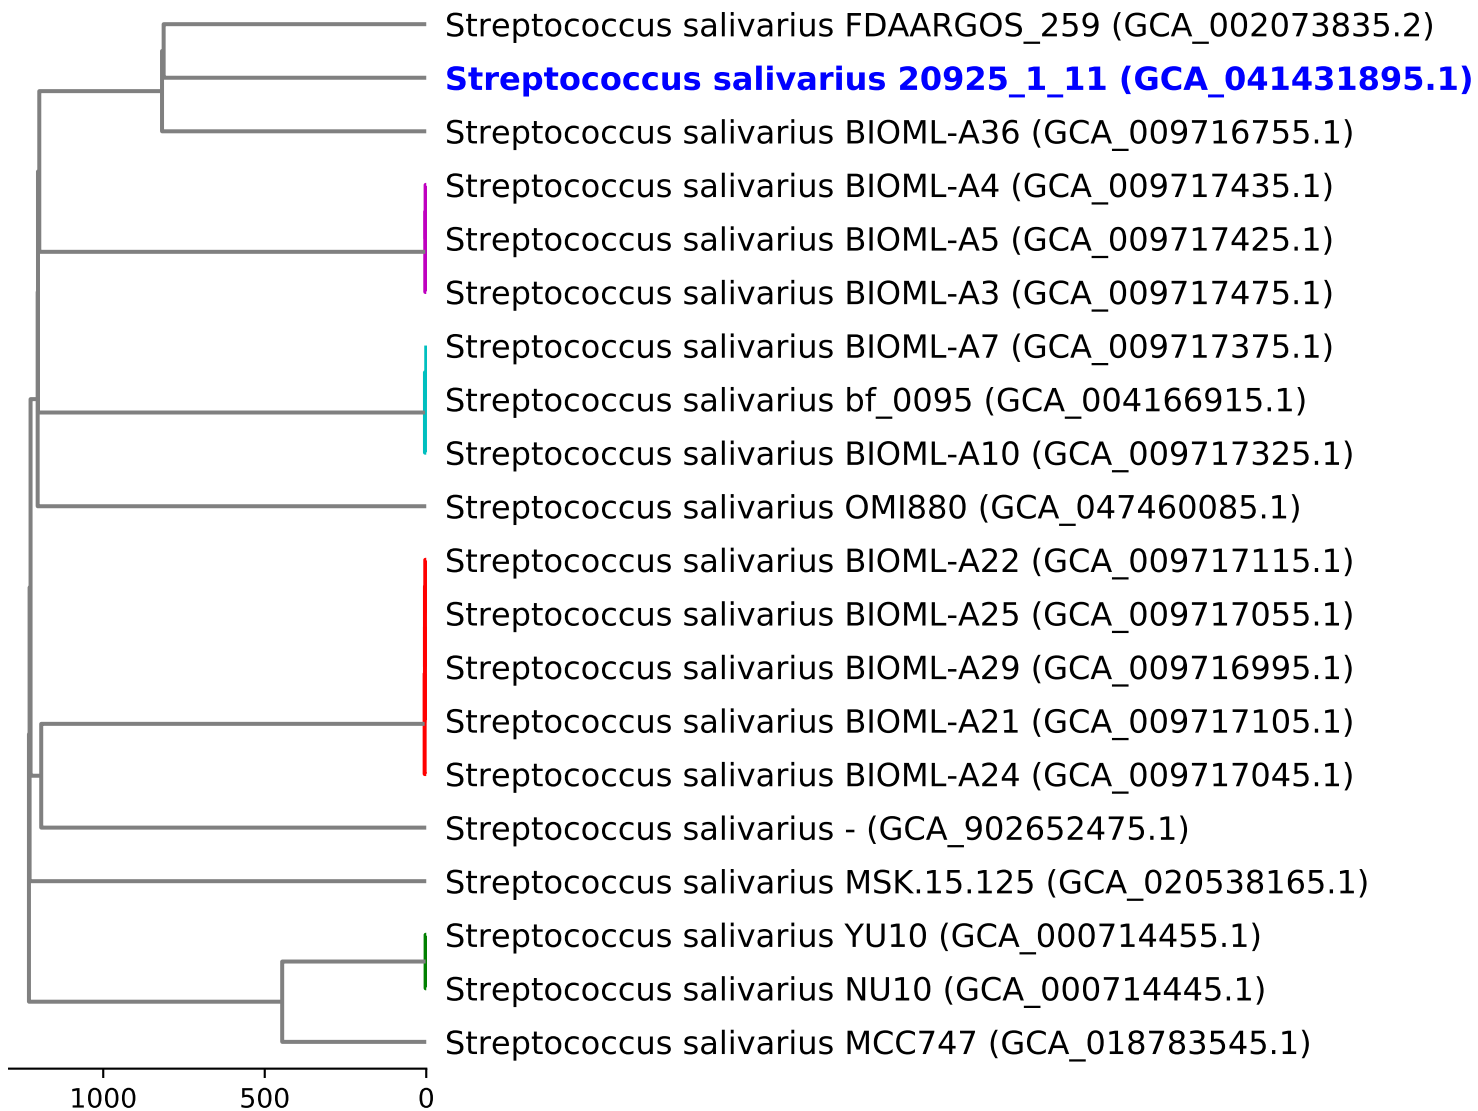 Streptococcus salivarius FDAARGOS_259 (GCA_002073835.2)
Streptococcus salivarius 20925_1_11 (GCA_041431895.1)
Streptococcus salivarius BIOML-A36 (GCA_009716755.1)
Streptococcus salivarius BIOML-A4 (GCA_009717435.1)
Streptococcus salivarius BIOML-A5 (GCA_009717425.1)
Streptococcus salivarius BIOML-A3 (GCA_009717475.1)
Streptococcus salivarius BIOML-A7 (GCA_009717375.1)
Streptococcus salivarius bf_0095 (GCA_004166915.1)
Streptococcus salivarius BIOML-A10 (GCA_009717325.1)
Streptococcus salivarius OMI880 (GCA_047460085.1)
Streptococcus salivarius BIOML-A22 (GCA_009717115.1)
Streptococcus salivarius BIOML-A25 (GCA_009717055.1)
Streptococcus salivarius BIOML-A29 (GCA_009716995.1)
Streptococcus salivarius BIOML-A21 (GCA_009717105.1)
Streptococcus salivarius BIOML-A24 (GCA_009717045.1)
Streptococcus salivarius - (GCA_902652475.1)
Streptococcus salivarius MSK.15.125 (GCA_020538165.1)
Streptococcus salivarius YU10 (GCA_000714455.1)
Streptococcus salivarius NU10 (GCA_000714445.1)
Streptococcus salivarius MCC747 (GCA_018783545.1)
1000 500 0